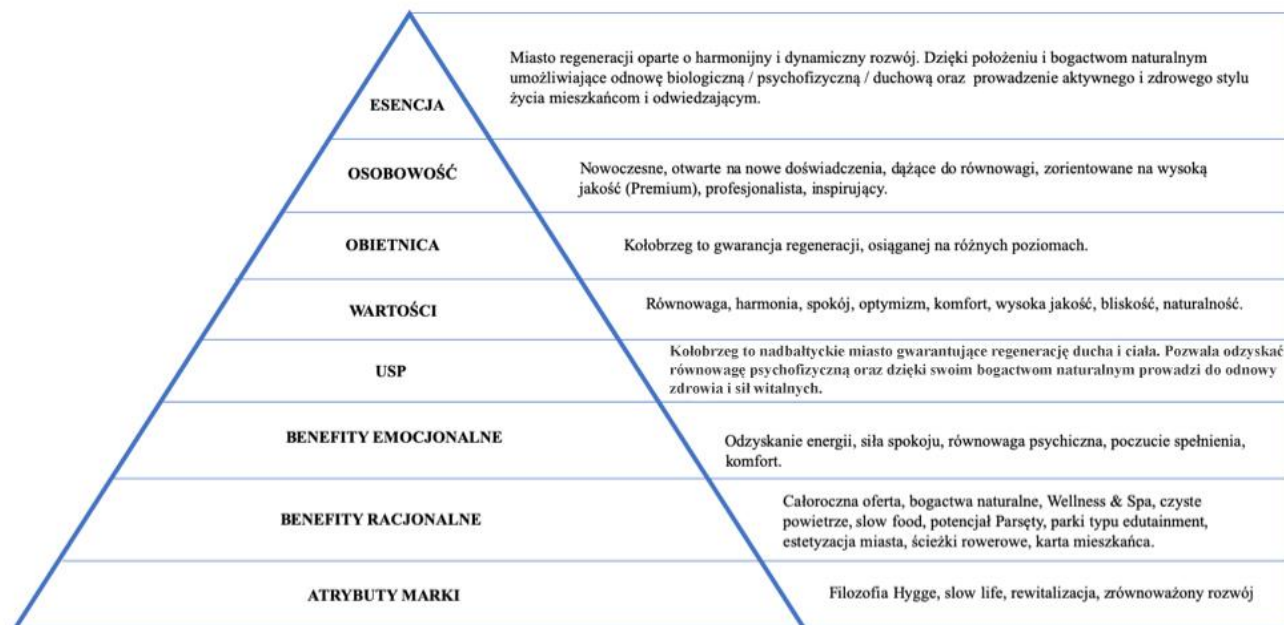 Miasto regeneracji oparte o harmonijny i dynamiczny rozwój. Dzięki położeniu i bogactwom naturalnym
umożliwiające odnowę biologiczną / psychofizyczną / duchową oraz prowadzenie aktywnego i zdrowego stylu
życia mieszkańcom i odwiedzającym.
ESENCJA
OSOBOWOŚĆ
Nowoczesne, otwarte na nowe doświadczenia, dążące do równowagi, zorientowane na wysoką
jakość (Premium), profesjonalista, inspirujący.
OBIETNICA
Kołobrzeg to gwarancja regeneracji, osiąganej na różnych poziomach.
WARTOŚCI
Równowaga, harmonia, spokój, optymizm, komfort, wysoka jakość, bliskość, naturalność.
USP
Kołobrzeg to nadbałtyckie miasto gwarantujące regenerację ducha i ciała. Pozwala odzyskać
równowagę psychofizyczną oraz dzięki swoim bogactwom naturalnym prowadzi do odnowy
zdrowia i sił witalnych.
BENEFITY EMOCJONALNE
Odzyskanie energii, siła spokoju, równowaga psychiczna, poczucie spełnienia,
komfort.
BENEFITY RACJONALNE
Całoroczna oferta, bogactwa naturalne, Wellness & Spa, czyste
powietrze, slow food, potencjał Parsęty, parki typu edutainment,
estetyzacja miasta, ścieżki rowerowe, karta mieszkańca.
ATRYBUTY MARKI
Filozofia Hygge, slow life, rewitalizacja, zrównoważony rozwój